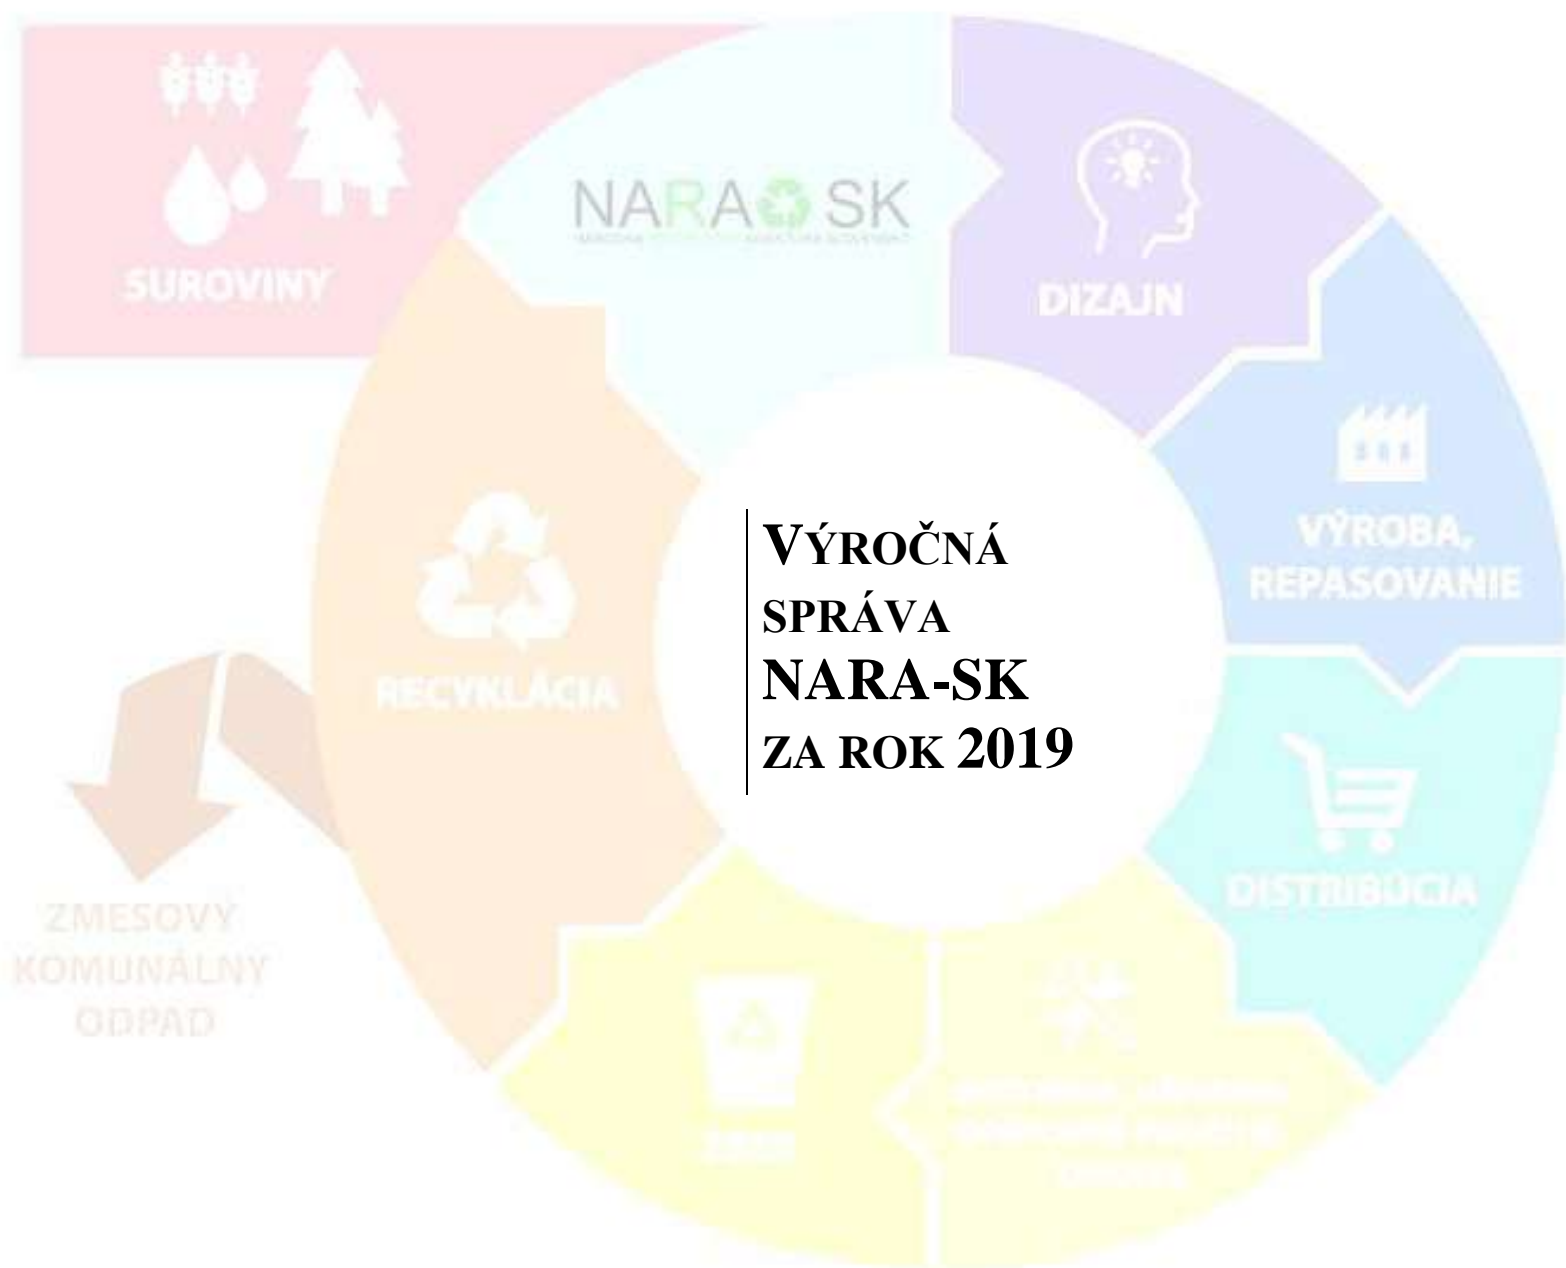 SUROVINY
NARA SK
DIZAJN
VÝROBA,
REPASOVANIE
VÝROČNÁ
SPRÁVA
NARA-SK
ZA ROK 2019
RECYKLÁCIA
DISTRIBÚCIA
ZMESOVÝ
KOMUNÁLNY
ODPAD